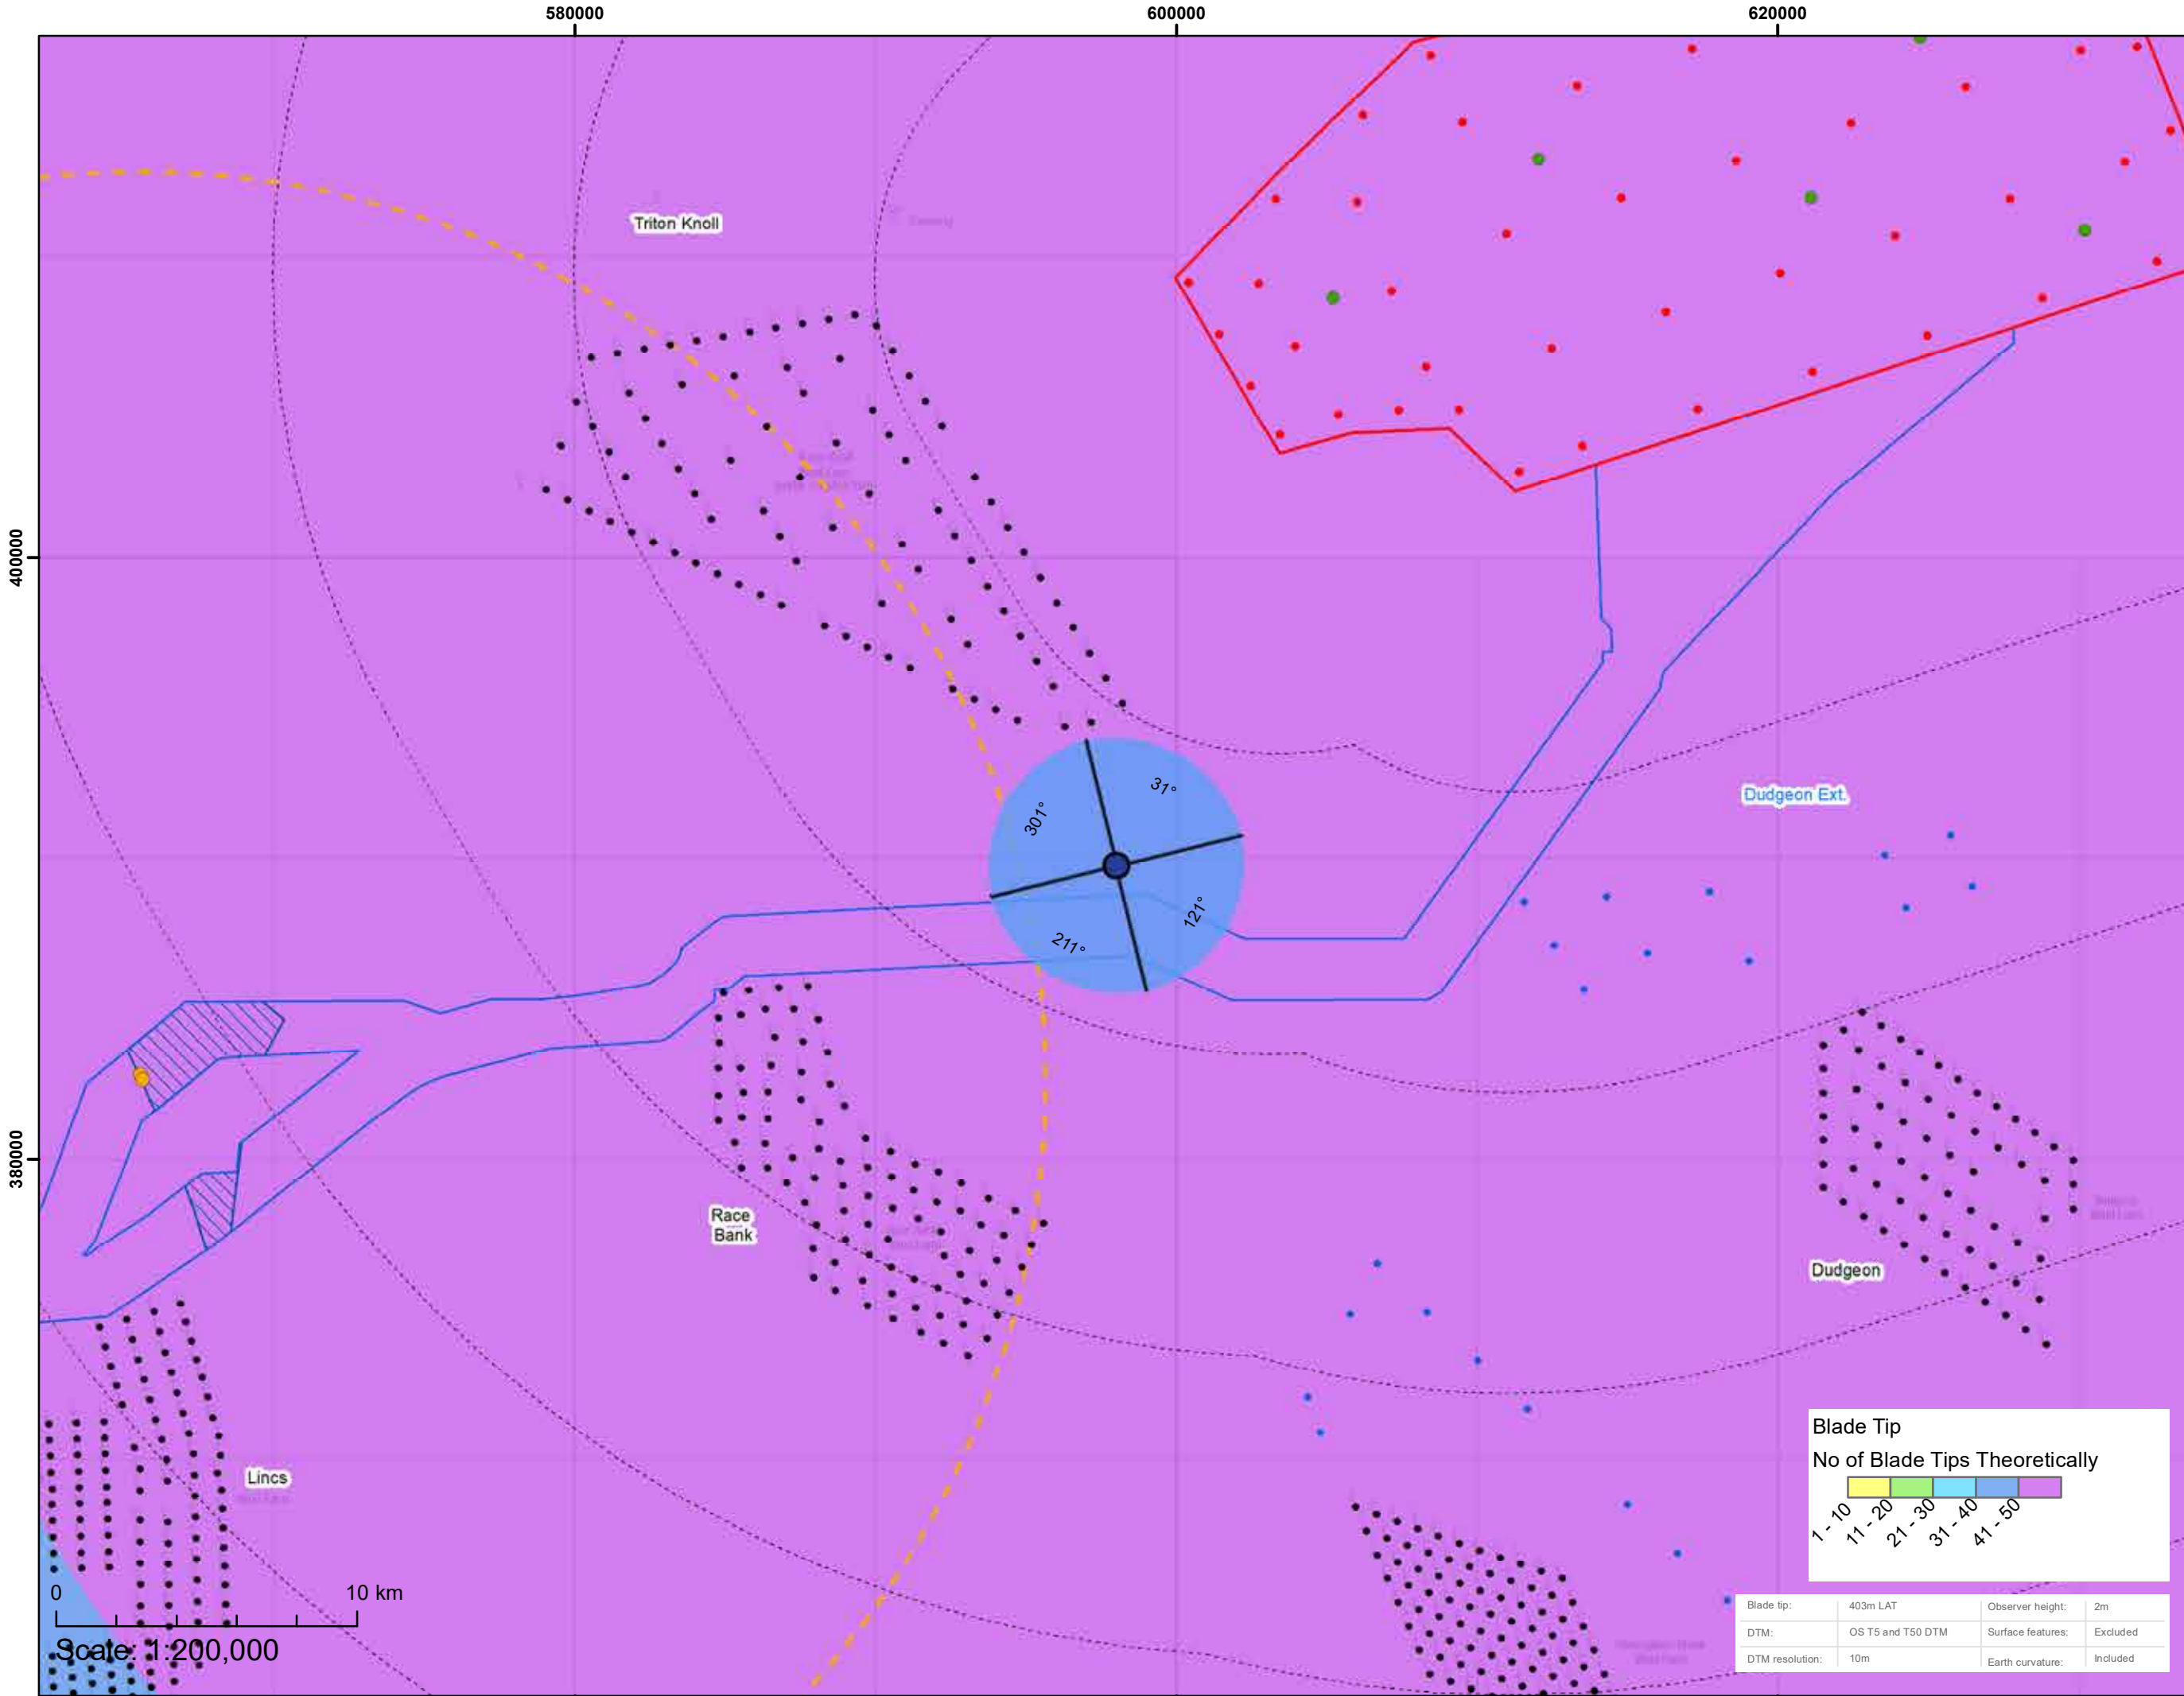 580000
600000
620000
400000
380000
Triton Knoll
31°
301°
121°
211°
Dudgeon Ext.
Race
Bank
Dudgeon
Lincs
0 10 km
Scale: 1:200,000
Blade Tip
No of Blade Tips Theoretically
1 - 10
11 - 20
21 - 30
31 - 40
41 - 50
Blade tip: 403m LAT Observer height: 2m
DTM: OS T5 and T50 DTM Surface features: Excluded
DTM resolution: 10m Earth curvature: Included